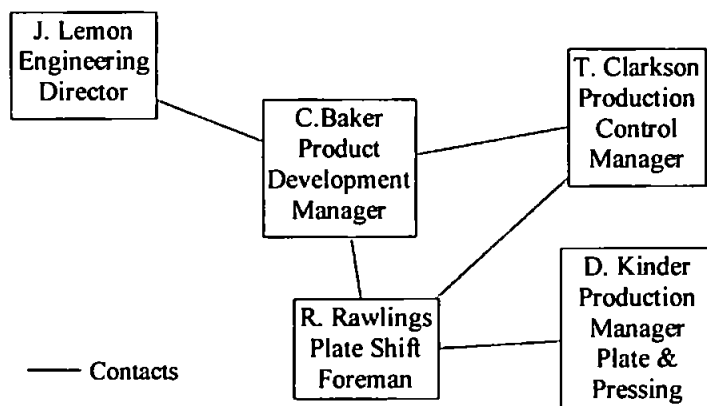 J. Lemon
Engineering
Director
C.Baker
Product
Development
Manager
T. Clarkson
Production
Control
Manager
R. Rawlings
Plate Shift
Foreman
D. Kinder
Production
Manager
Plate &
Pressing
Contacts